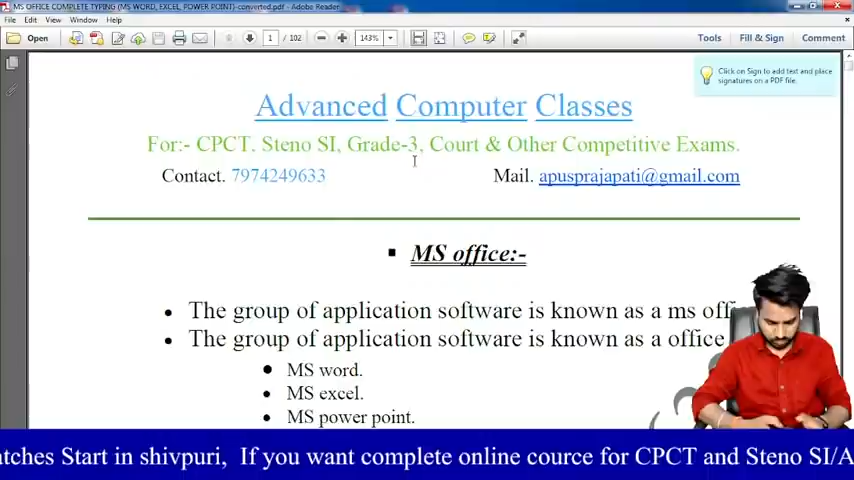 MS OFFICE COMPLETE TYPING (MS WORD, EXCEL, POWER POINT)-converted.pdf - Adobe Reader
File Edit View Window Help
Open 1 / 102 143% Tools Fill & Sign Comment
Click on Sign to add text and place
signatures on a PDF file.
Advanced Computer Classes
For:- CPCT. Steno SI, Grade-3, Court & Other Competitive Exams.
Contact. 7974249633 Mail. apusprajapati@gmail.com
▪ MS office:-
• The group of application software is known as a ms
• The group of application software is known as a office
• MS word.
• MS excel.
• MS power point.
Start in shivpuri, If you want complete online cource for CPCT and Steno SI/A